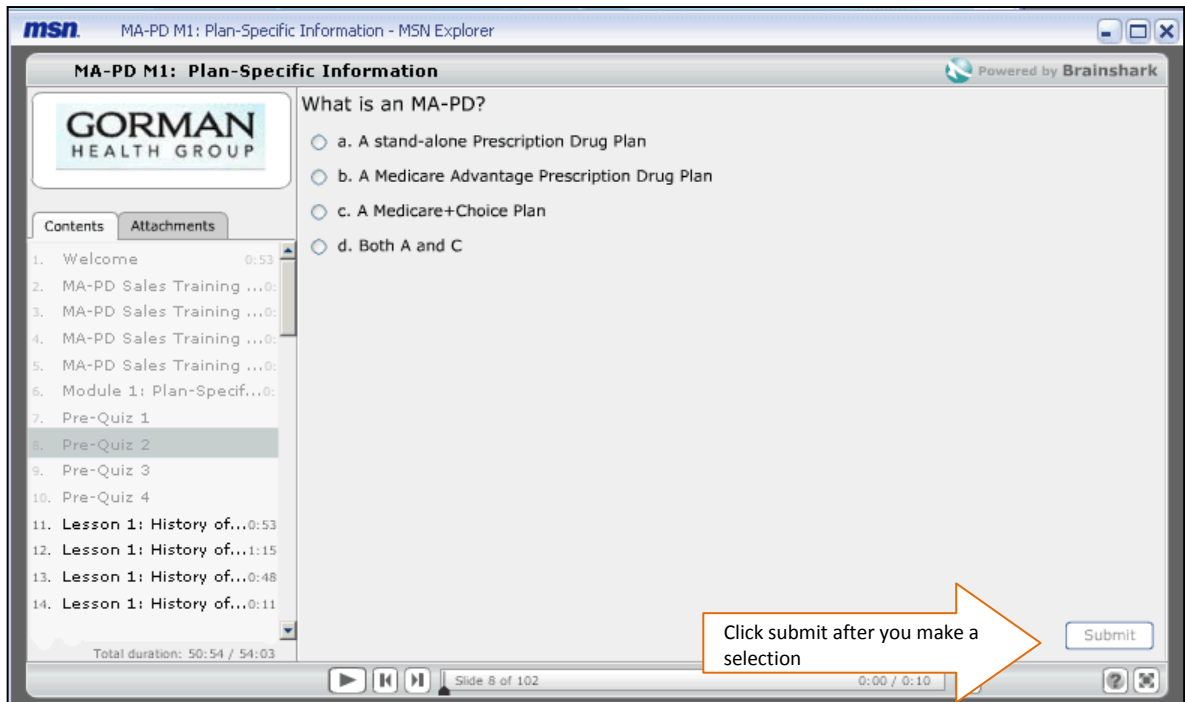 msn. MA-PD M1: Plan-Specific Information - MSN Explorer
MA-PD M1: Plan-Specific Information
Powered by Brainshark
GORMAN
HEALTH GROUP
Contents Attachments
1. Welcome 0:53
2. MA-PD Sales Training ...0:
3. MA-PD Sales Training ...0:
4. MA-PD Sales Training ...0:
5. MA-PD Sales Training ...0:
6. Module 1: Plan-Specif...0:
7. Pre-Quiz 1
8. Pre-Quiz 2
9. Pre-Quiz 3
10. Pre-Quiz 4
11. Lesson 1: History of...0:53
12. Lesson 1: History of...1:15
13. Lesson 1: History of...0:48
14. Lesson 1: History of...0:11
Total duration: 50:54 / 54:03
What is an MA-PD?
a. A stand-alone Prescription Drug Plan
b. A Medicare Advantage Prescription Drug Plan
c. A Medicare+Choice Plan
d. Both A and C
Click submit after you make a
selection
Submit
Slide 8 of 102 0:00 / 0:10
?